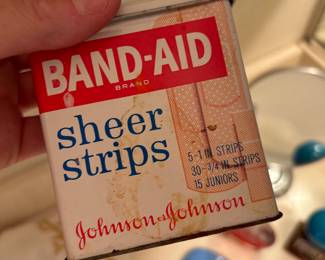 BAND-AID
BRAND
sheer
strips
5-1 IN STRIPS
30-3/4 IN STRIPS
15 JUNIORS
Johnson & Johnson